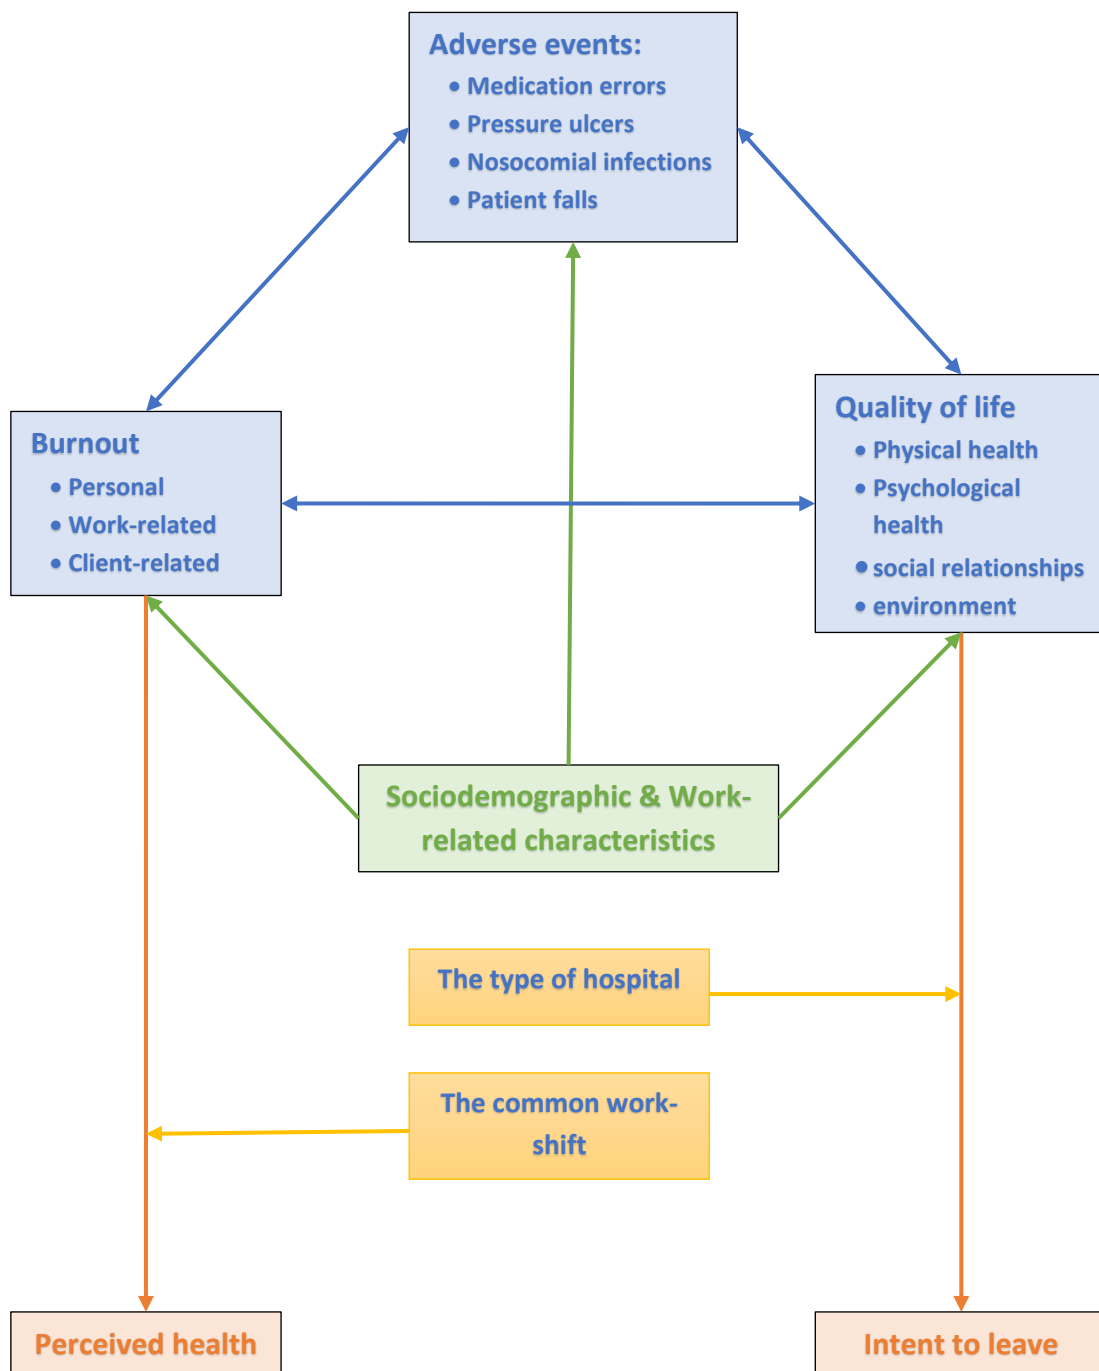 Adverse events:
• Medication errors
• Pressure ulcers
• Nosocomial infections
• Patient falls
Burnout
• Personal
• Work-related
• Client-related
Quality of life
• Physical health
• Psychological
health
• social relationships
• environment
Sociodemographic & Work-
related characteristics
The type of hospital
The common work-
shift
Perceived health
Intent to leave